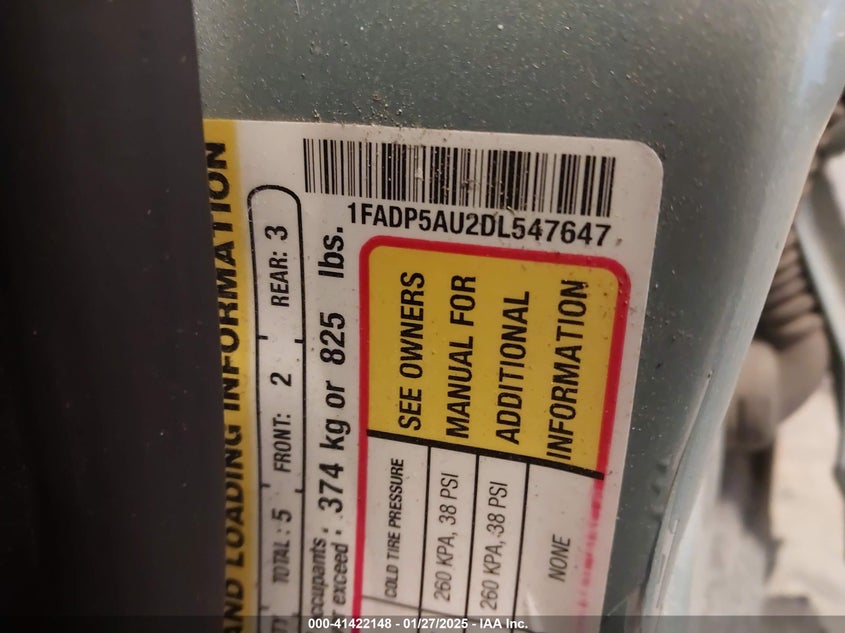 AND LOADING INFORMATION
TOTAL : 5 FRONT: 2 REAR: 3
exceed : 374 kg or 825 lbs.
1FADP5AU2DL547647
COLD TIRE PRESSURE
260 KPA, 38 PSI
260 KPA, 38 PSI
NONE
SEE OWNERS
MANUAL FOR
ADDITIONAL
INFORMATION
000-41422148 - 01/27/2025 - IAA Inc.